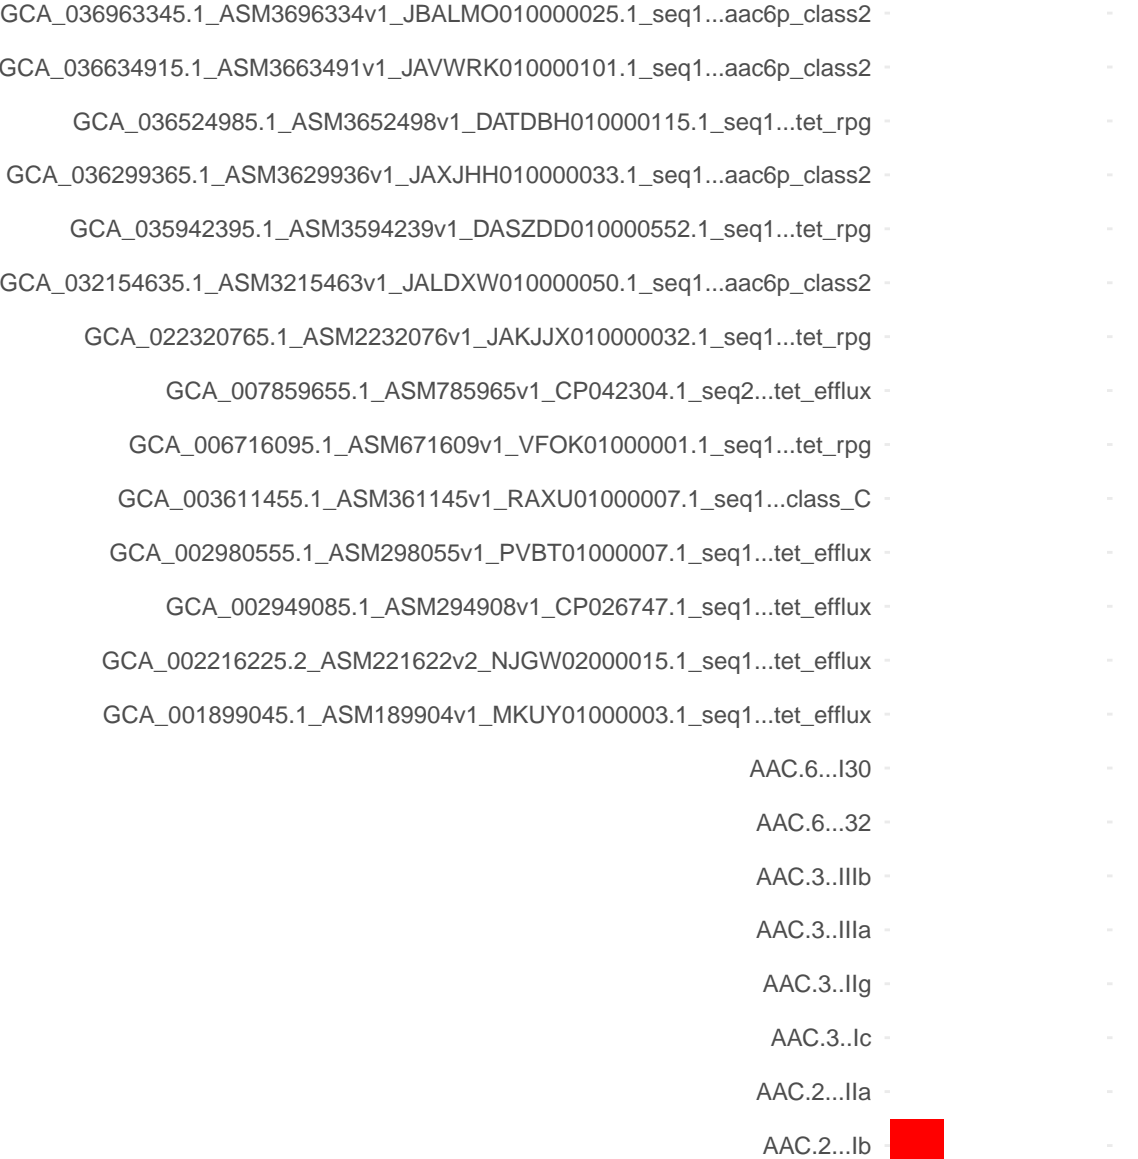 GCA_036963345.1_ASM3696334v1_JBALMO010000025.1_seq1...aac6p_class2
GCA_036634915.1_ASM3663491v1_JAVWRK010000101.1_seq1...aac6p_class2
GCA_036524985.1_ASM3652498v1_DATDBH010000115.1_seq1...tet_rpg
GCA_036299365.1_ASM3629936v1_JAXJHH010000033.1_seq1...aac6p_class2
GCA_035942395.1_ASM3594239v1_DASZDD010000552.1_seq1...tet_rpg
GCA_032154635.1_ASM3215463v1_JALDXW010000050.1_seq1...aac6p_class2
GCA_022320765.1_ASM2232076v1_JAKJJX010000032.1_seq1...tet_rpg
GCA_007859655.1_ASM785965v1_CP042304.1_seq2...tet_efflux
GCA_006716095.1_ASM671609v1_VFOK01000001.1_seq1...tet_rpg
GCA_003611455.1_ASM361145v1_RAXU01000007.1_seq1...class_C
GCA_002980555.1_ASM298055v1_PVBT01000007.1_seq1...tet_efflux
GCA_002949085.1_ASM294908v1_CP026747.1_seq1...tet_efflux
GCA_002216225.2_ASM221622v2_NJGW02000015.1_seq1...tet_efflux
GCA_001899045.1_ASM189904v1_MKUY01000003.1_seq1...tet_efflux
AAC.6...I30
AAC.6...32
AAC.3..IIIb
AAC.3..IIIa
AAC.3..IIg
AAC.3..Ic
AAC.2...IIa
AAC.2...Ib